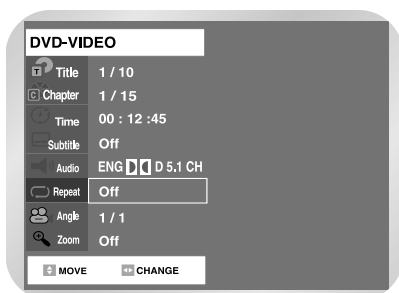 DVD-VIDEO
T Title 1 / 10
C Chapter 1 / 15
Time 00 : 12 :45
Subtitle Off
Audio ENG D 5.1 CH
Repeat Off
Angle 1 / 1
Zoom Off
MOVE CHANGE